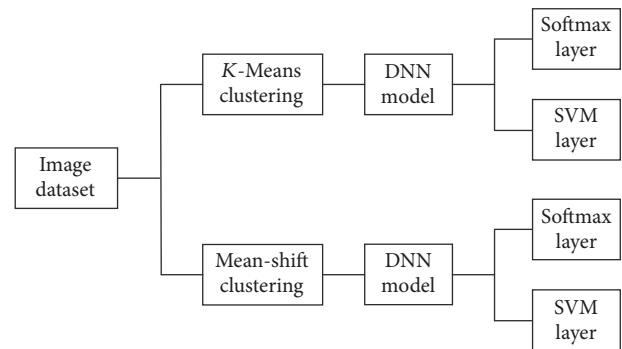 Softmax
layer
K-Means
clustering
DNN
model
SVM
layer
Image
dataset
Softmax
layer
Mean-shift
clustering
DNN
model
SVM
layer